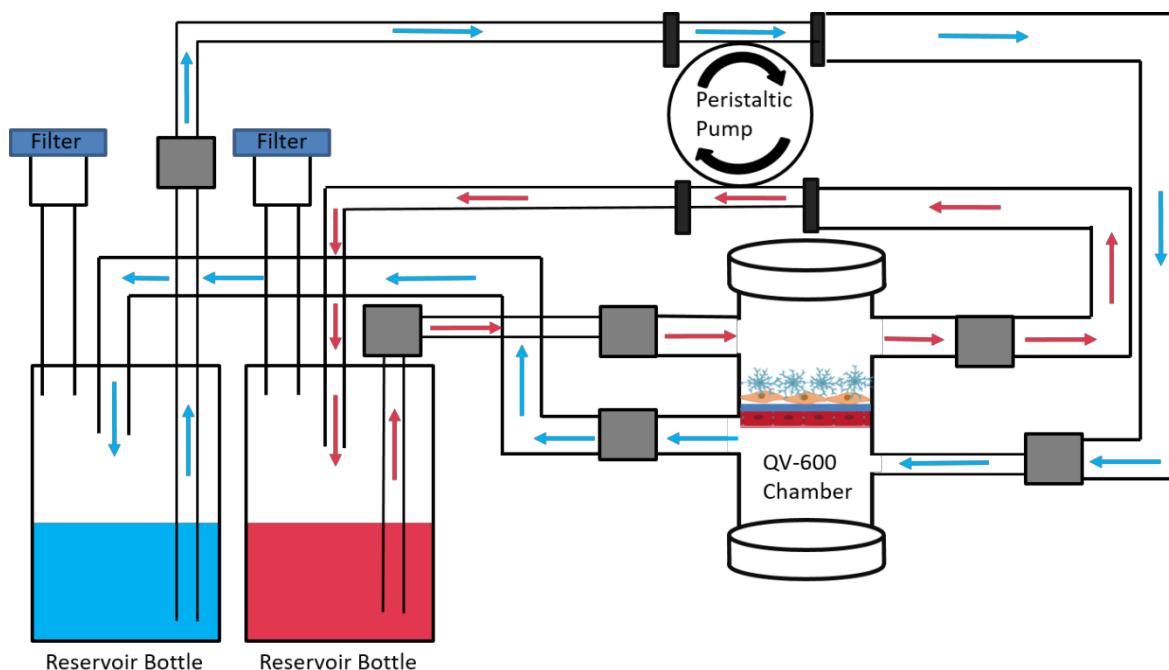 Peristaltic
Pump
Filter
Filter
QV-600
Chamber
Reservoir Bottle
Reservoir Bottle